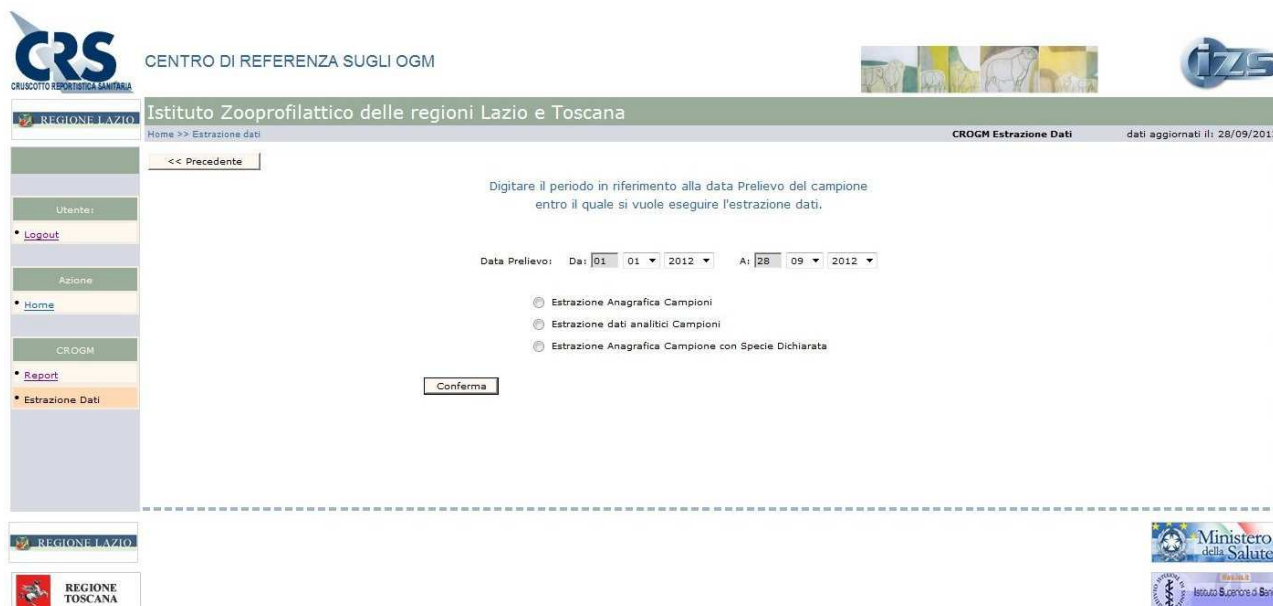 CRS
CRUSCOTTO REPORTISTICA SANITARIA
CENTRO DI REFERENZA SUGLI OGM
izs
REGIONE LAZIO
Istituto Zooprofilattico delle regioni Lazio e Toscana
Home >> Estrazione dati
CROGM Estrazione Dati
dati aggiornati il: 28/09/201
<< Precedente
Digitare il periodo in riferimento alla data Prelievo del campione
entro il quale si vuole eseguire l'estrazione dati.
Utente:
Logout
Data Prelievo: Da: 01 01 2012 A: 28 09 2012
Azione
Home
Estrazione Anagrafica Campioni
Estrazione dati analitici Campioni
Estrazione Anagrafica Campione con Specie Dichiarata
CROGM
Report
Estrazione Dati
Conferma
REGIONE LAZIO
Ministero
della Salute
REGIONE
TOSCANA
Istituto Superiore di